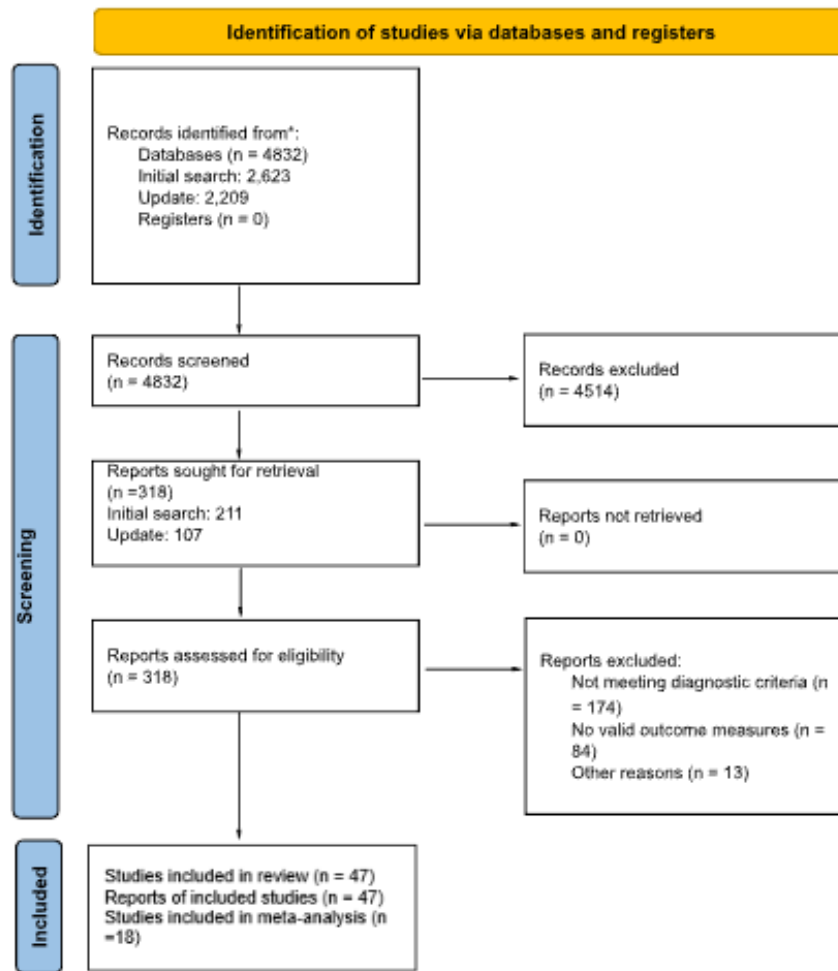 Identification of studies via databases and registers
Identification
Records identified from*:
Databases (n = 4832)
Initial search: 2,623
Update: 2,209
Registers (n = 0)
Screening
Records screened
(n = 4832)
Records excluded
(n = 4514)
Reports sought for retrieval
(n =318)
Initial search: 211
Update: 107
Reports not retrieved
(n = 0)
Reports assessed for eligibility
(n = 318)
Reports excluded:
Not meeting diagnostic criteria (n
= 174)
No valid outcome measures (n =
84)
Other reasons (n = 13)
Included
Studies included in review (n = 47)
Reports of included studies (n = 47)
Studies included in meta-analysis (n
=18)